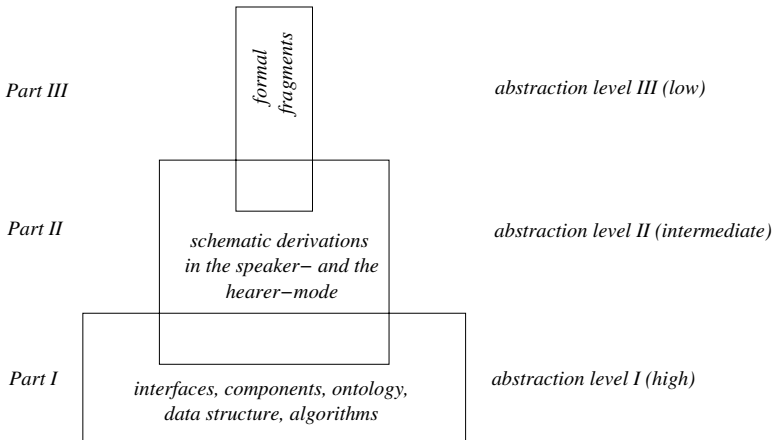 formal
fragments
Part III
abstraction level III (low)
Part II
schematic derivations
in the speaker− and the
hearer−mode
abstraction level II (intermediate)
Part I
interfaces, components, ontology,
data structure, algorithms
abstraction level I (high)